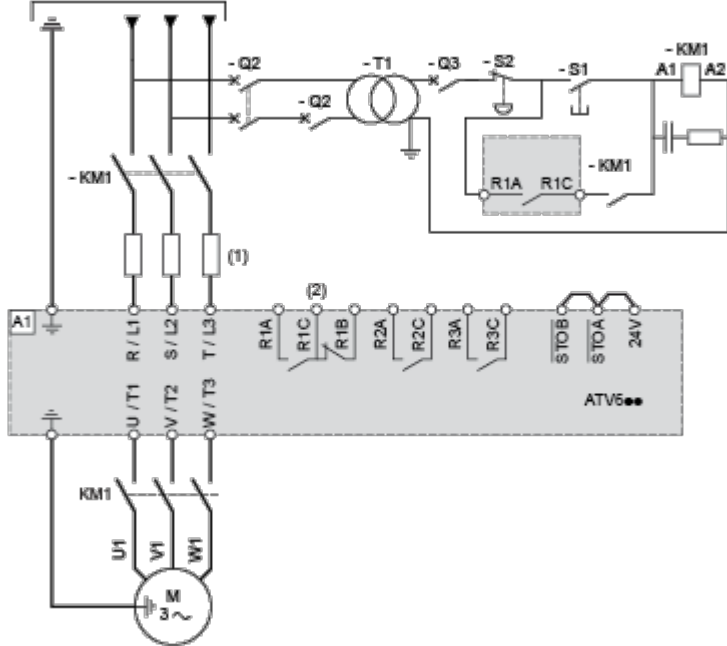 - Q2
- T1
- Q3
- S2
- S1
- KM1
A1
A2
- Q2
- KM1
R1A
R1C
- KM1
(1)
(2)
A1
R / L1
S / L2
T / L3
R1A
R1C
R1B
R2A
R2C
R3A
R3C
STOB
STOA
24V
ATV6●●
U / T1
V / T2
W / T3
KM1
U1
V1
W1
M
3 ~